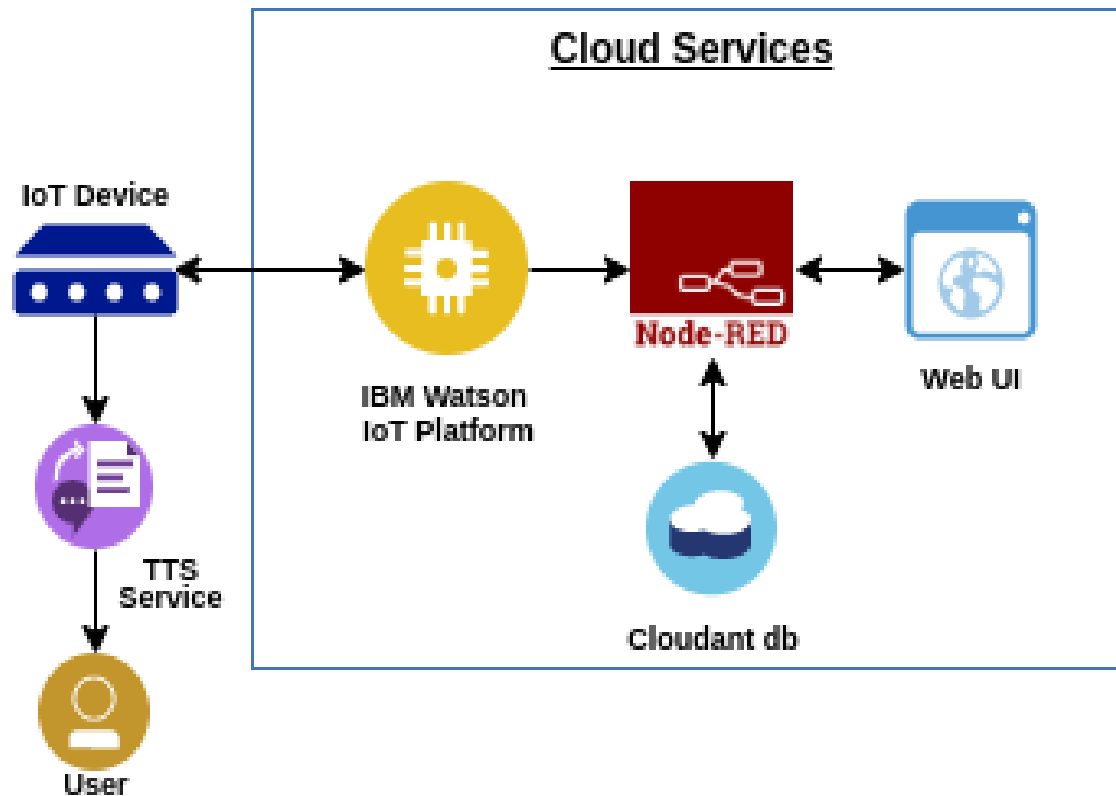 Cloud Services
IoT Device
Node-RED
Web UI
IBM Watson
IoT Platform
TTS
Service
Cloudant db
User